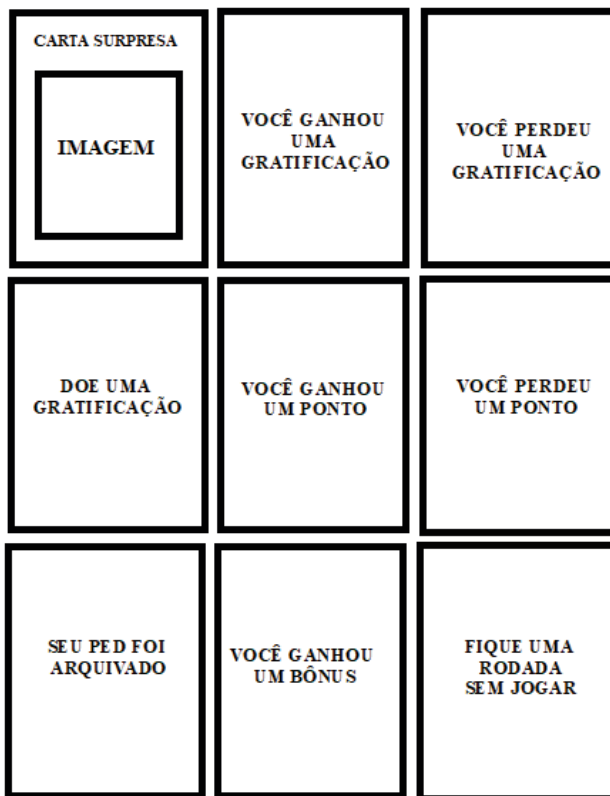 CARTA SURPRESA
IMAGEM
VOCÊ GANHOU
UMA
GRATIFICAÇÃO
VOCÊ PERDEU
UMA
GRATIFICAÇÃO
DOE UMA
GRATIFICAÇÃO
VOCÊ GANHOU
UM PONTO
VOCÊ PERDEU
UM PONTO
SEU PED FOI
ARQUIVADO
VOCÊ GANHOU
UM BÔNUS
FIQUE UMA
RODADA
SEM JOGAR